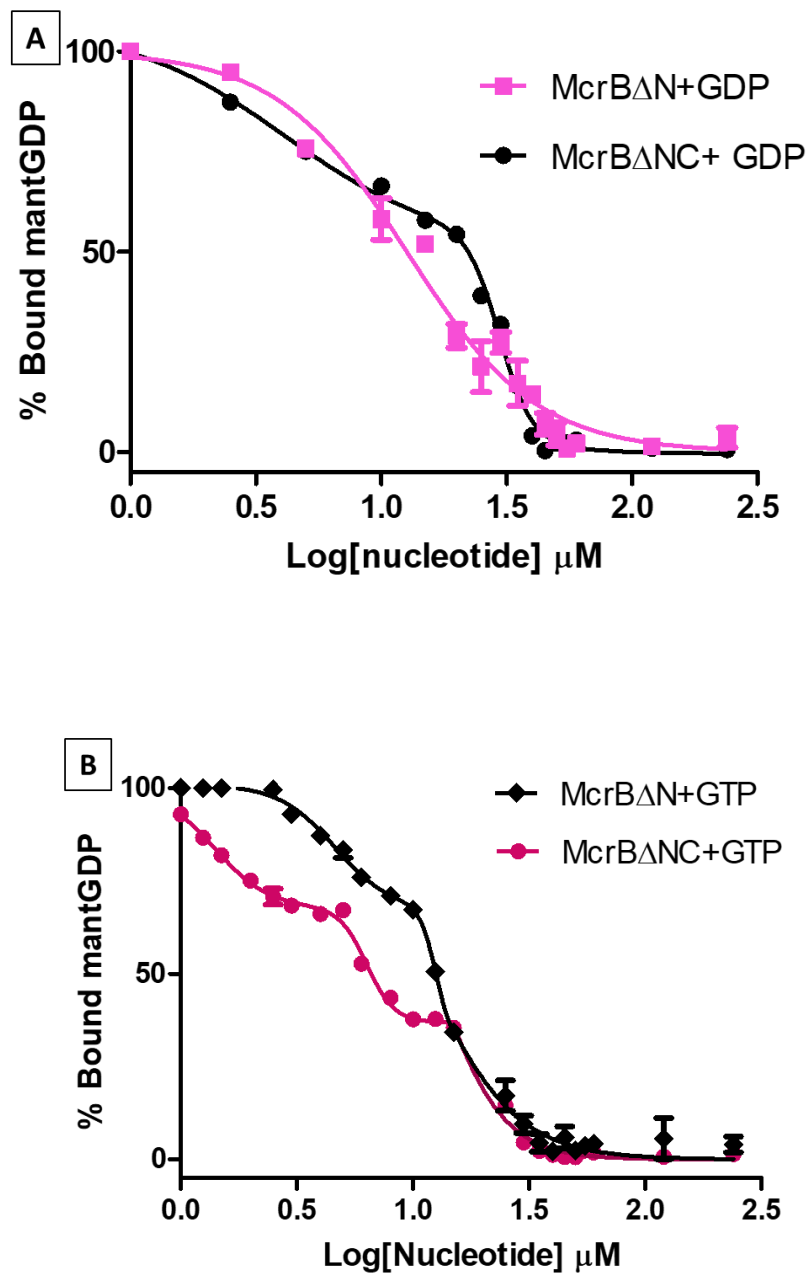 A
100
50
0
% Bound mantGDP
McrBΔN+GDP
McrBΔNC+ GDP
0.0 0.5 1.0 1.5 2.0 2.5
Log[nucleotide] μM
B
100
50
0
% Bound mantGDP
McrBΔN+GTP
McrBΔNC+GTP
0.0 0.5 1.0 1.5 2.0 2.5
Log[Nucleotide] μM